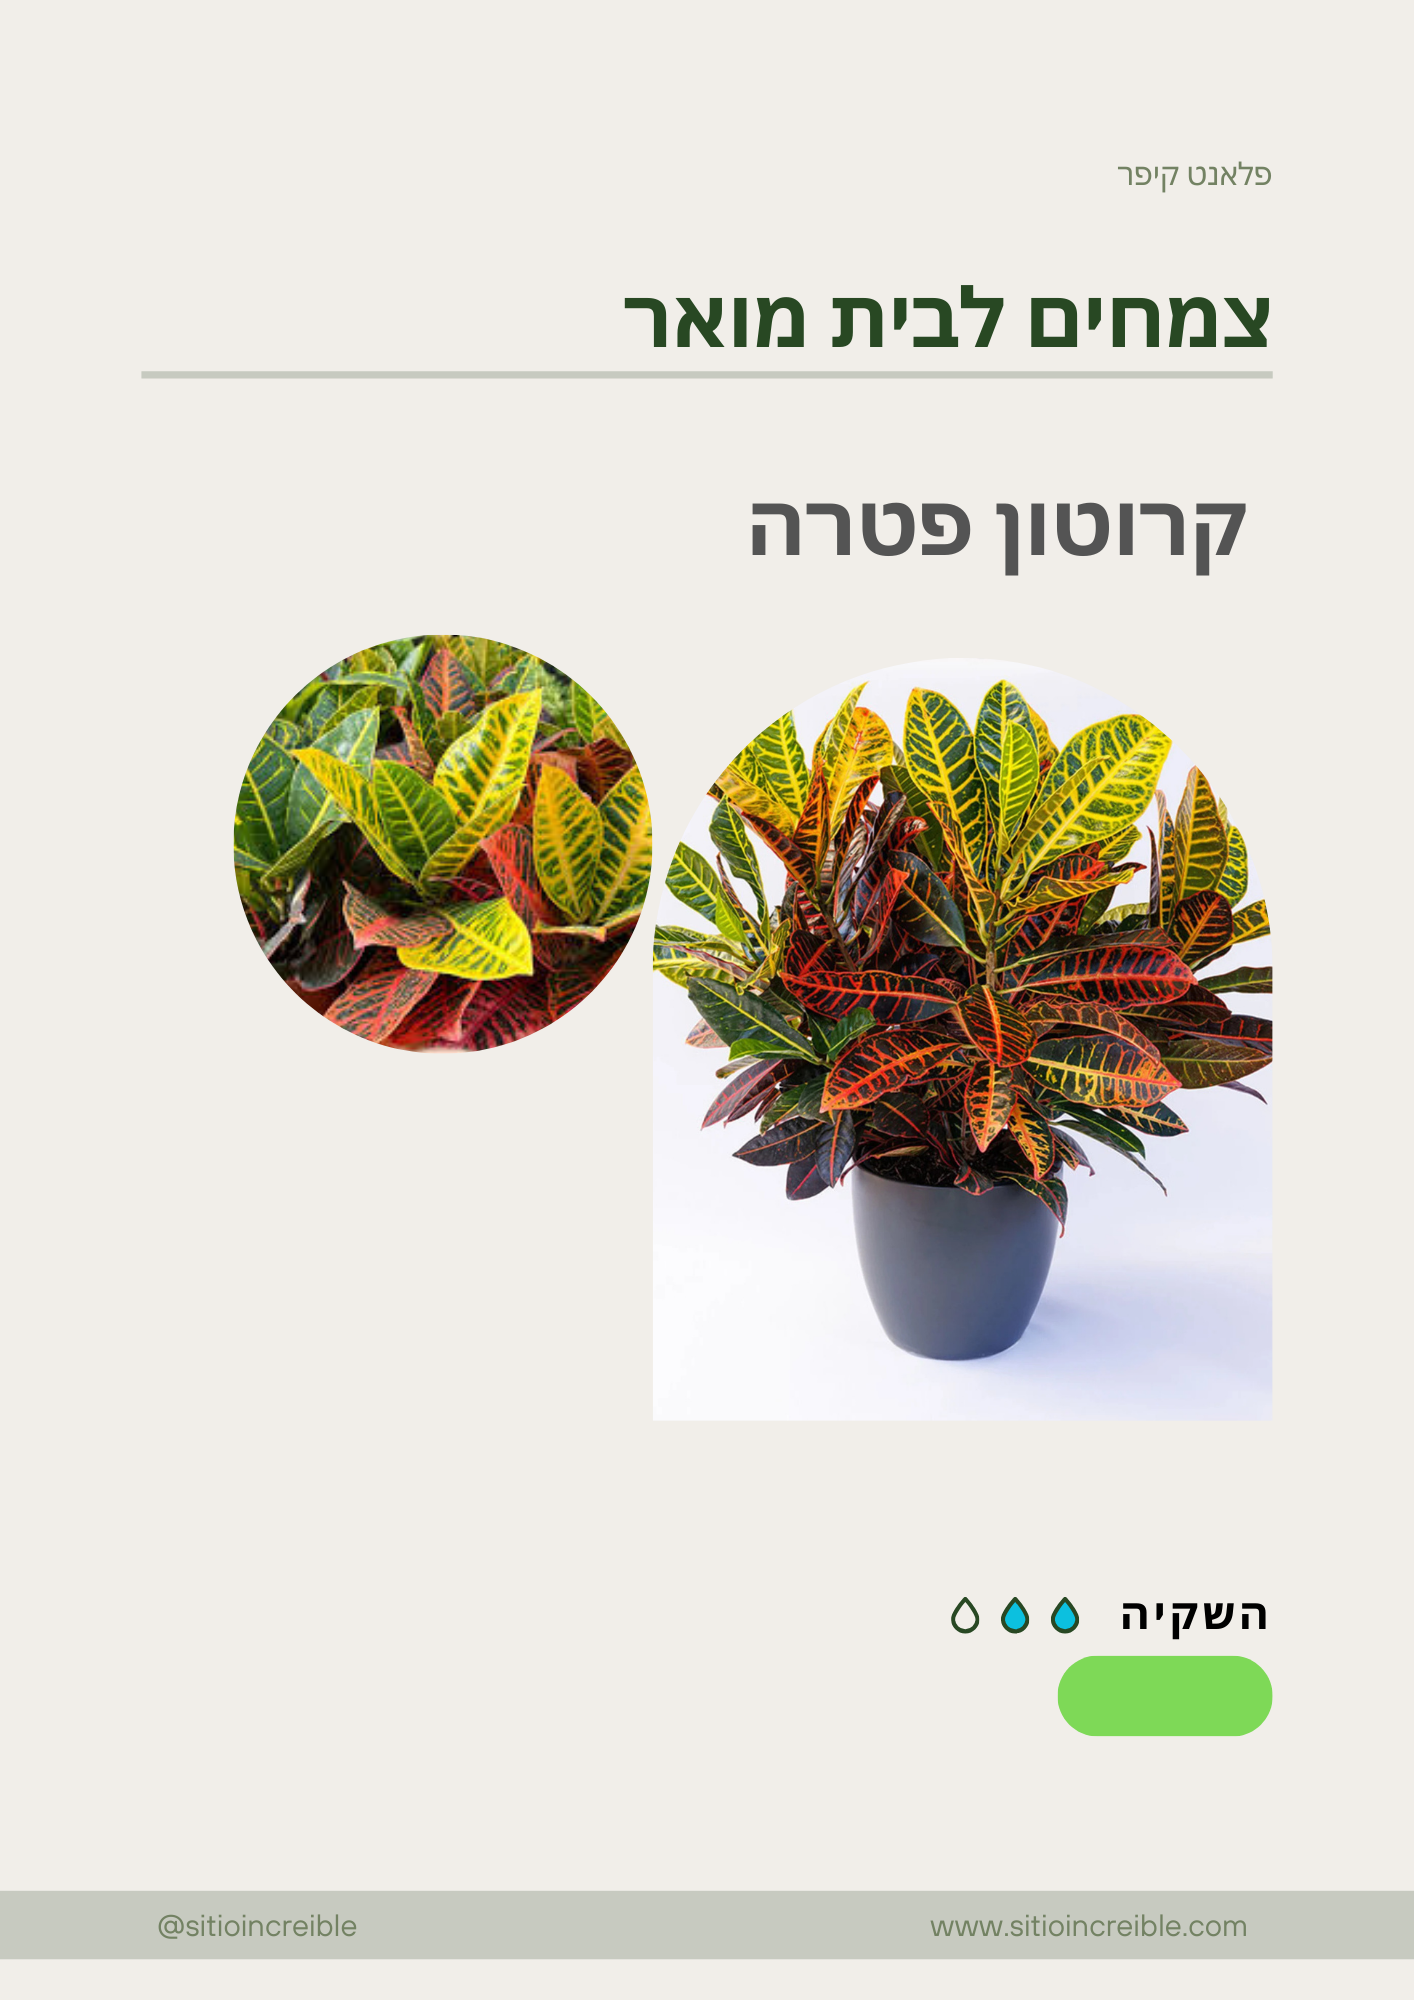 פלאנט קיפר
צמחים לבית מואר
קרוטון פטרה
השקיה
@sitioincreible
www.sitioincreible.com